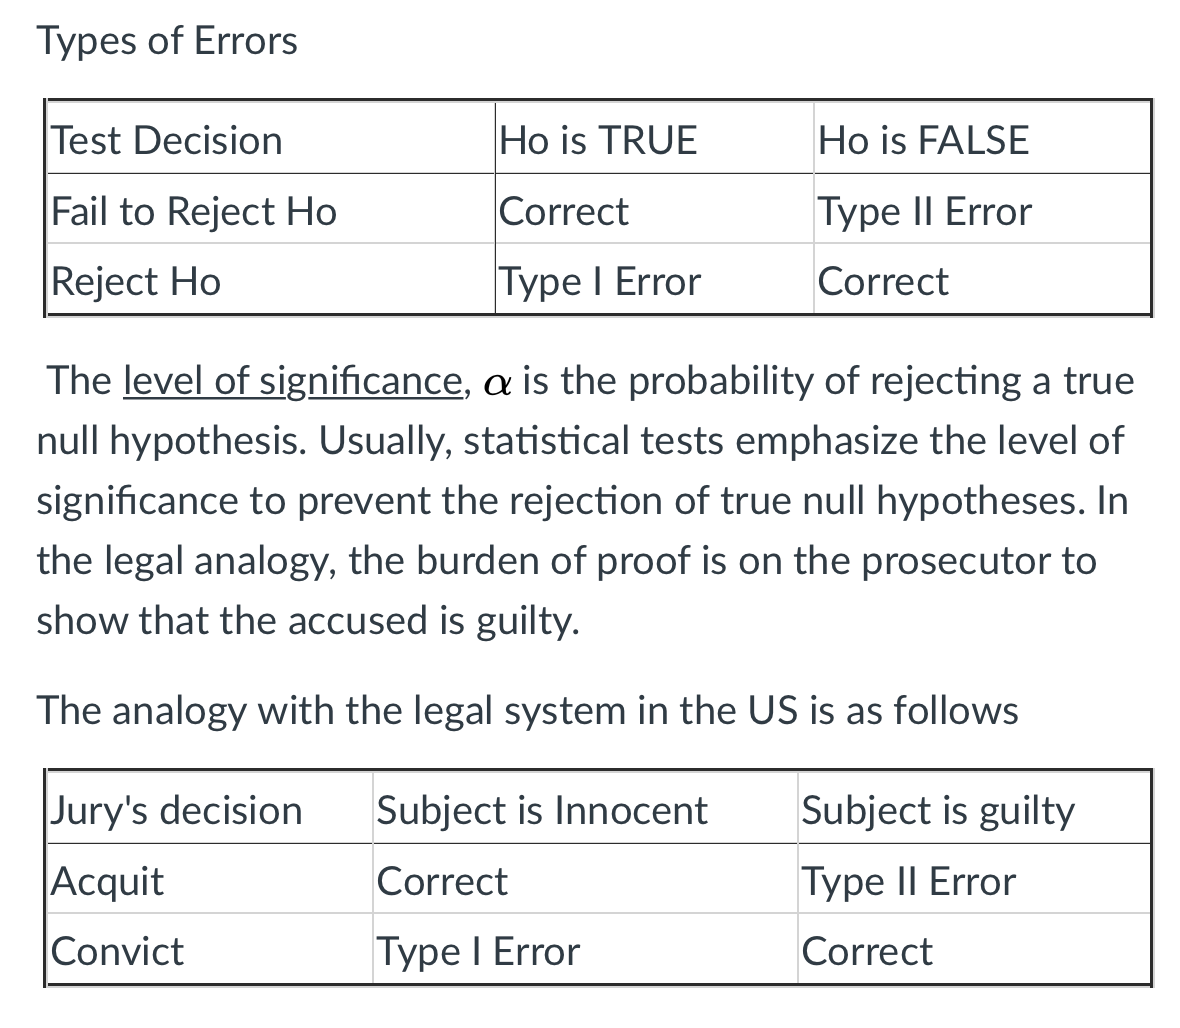 Types of Errors
Test Decision Ho is TRUE Ho is FALSE
Fail to Reject Ho Correct Type II Error
Reject Ho Type I Error Correct
The level of significance, α is the probability of rejecting a true
null hypothesis. Usually, statistical tests emphasize the level of
significance to prevent the rejection of true null hypotheses. In
the legal analogy, the burden of proof is on the prosecutor to
show that the accused is guilty.
The analogy with the legal system in the US is as follows
Jury's decision Subject is Innocent Subject is guilty
Acquit Correct Type II Error
Convict Type I Error Correct